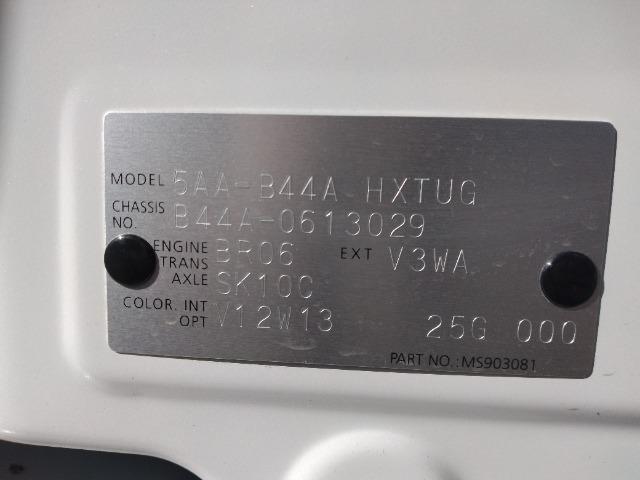 MODEL 5AA-B44A HXTUG
CHASSIS NO. B44A-0613029
ENGINE BR06 EXT V3WA
TRANS AXLE SK10C
COLOR. INT OPT V12W13 25G 000
PART NO.:MS903081